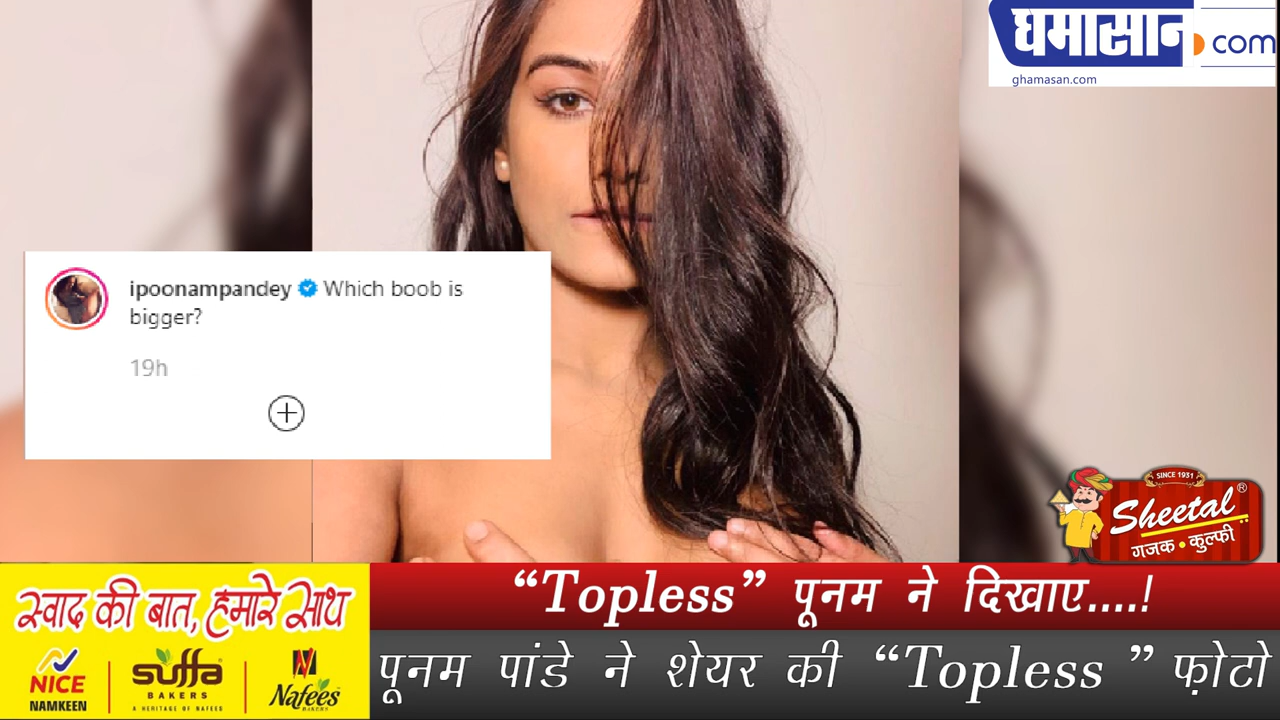 घमासान.com
ghamasan.com
ipoonampandey Which boob is
bigger?
19h
SINCE 1931
Sheetal®
गजक • कुल्फी
स्वाद की बात, हमारे साथ
“Topless” पूनम ने दिखाए....!
पूनम पांडे ने शेयर की “Topless ” फ़ोटो
NICE
NAMKEEN
Suffa
BAKERS
A HERITAGE OF NAFEES
Nafees
BAKERY